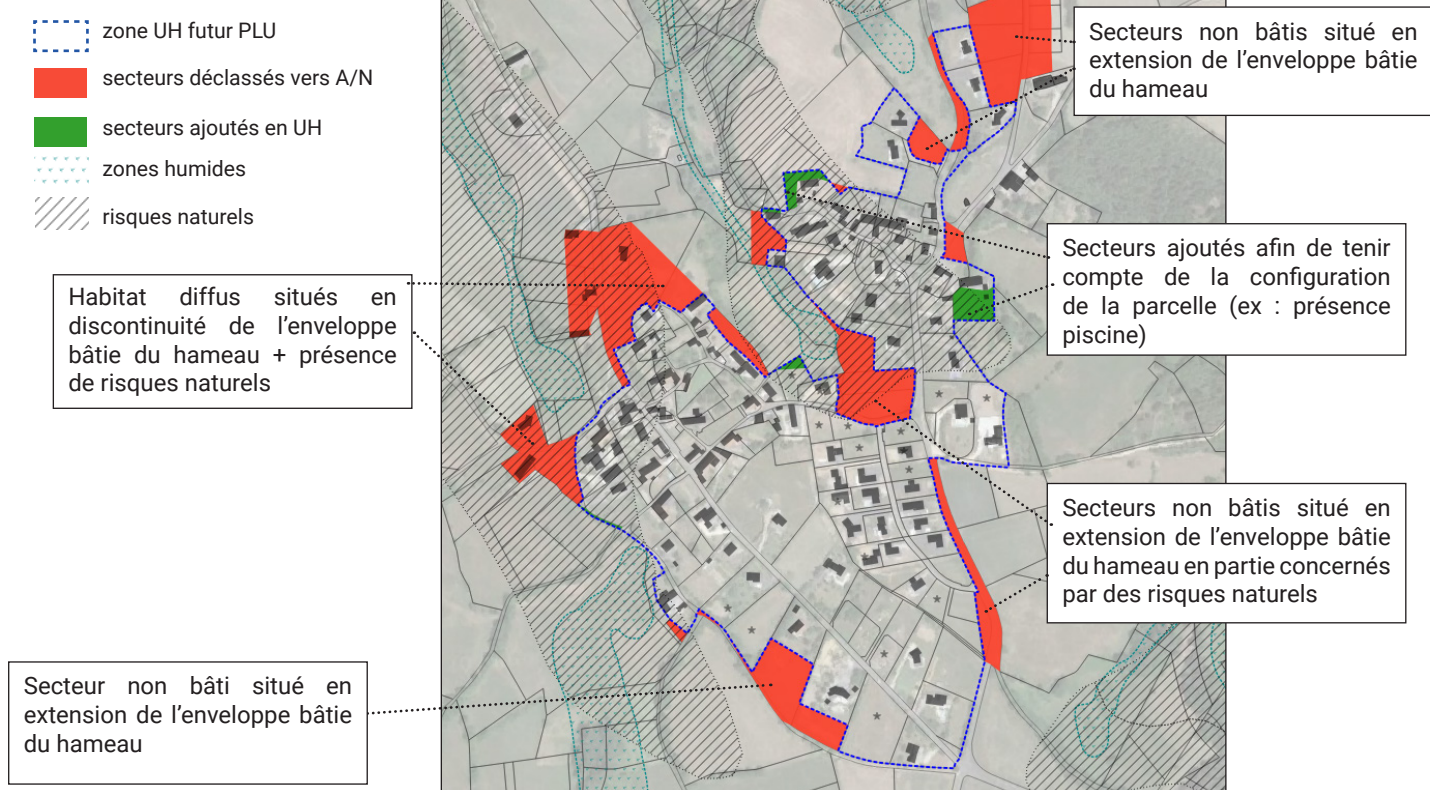 zone UH futur PLU
secteurs déclassés vers A/N
secteurs ajoutés en UH
zones humides
risques naturels
Secteurs non bâtis situé en
extension de l'enveloppe bâtie
du hameau
Habitat diffus situés en
discontinuité de l'enveloppe
bâtie du hameau + présence
de risques naturels
Secteurs ajoutés afin de tenir
compte de la configuration
de la parcelle (ex : présence
piscine)
Secteurs non bâtis situé en
extension de l'enveloppe bâtie
du hameau en partie concernés
par des risques naturels
Secteur non bâti situé en
extension de l'enveloppe bâtie
du hameau